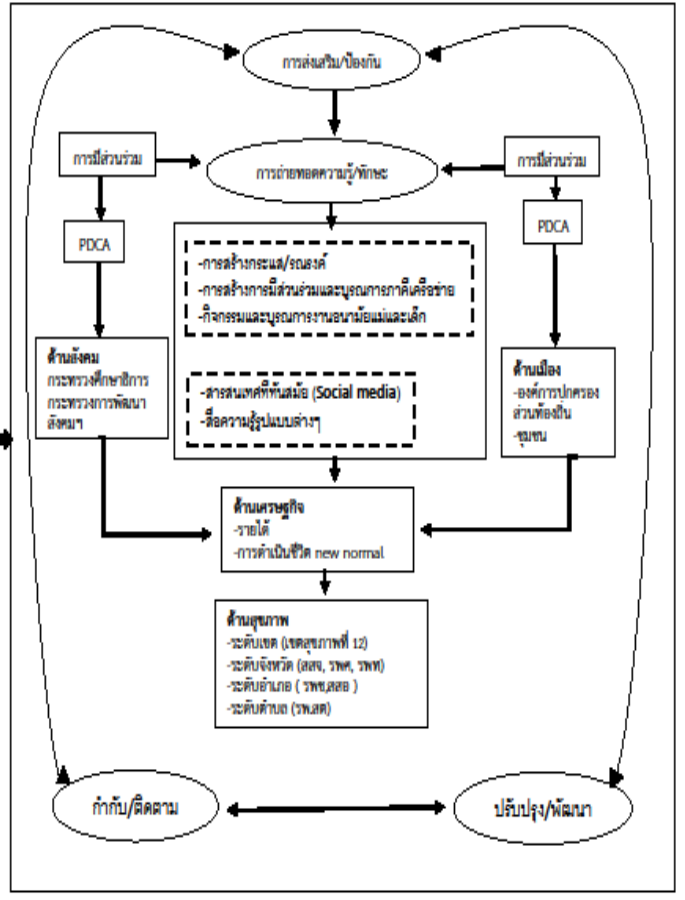 การส่งเสริม/ป้องกัน
การมีส่วนร่วม
การถ่ายทอดความรู้/ทักษะ
การมีส่วนร่วม
PDCA
PDCA
-การสร้างกระแส/รณรงค์
-การสร้างการมีส่วนร่วมและบูรณการภาคีเครือข่าย
-กิจกรรมและบูรณการงานอนามัยแม่และเด็ก
-สารสนเทศที่ทันสมัย (Social media)
-สื่อความรู้รูปแบบต่างๆ
ด้านสังคม
กระทรวงศึกษาธิการ
กระทรวงการพัฒนา
สังคมฯ
ด้านเมือง
-องค์การปกครอง
ส่วนท้องถิ่น
-ชุมชน
ด้านเศรษฐกิจ
-รายได้
-การดำเนินชีวิต new normal
ด้านสุขภาพ
-ระดับเขต (เขตสุขภาพที่ 12)
-ระดับจังหวัด (สสจ, รพศ, รพท)
-ระดับอำเภอ ( รพช,สสอ )
-ระดับตำบล (รพ.สต)
กำกับ/ติดตาม
ปรับปรุง/พัฒนา